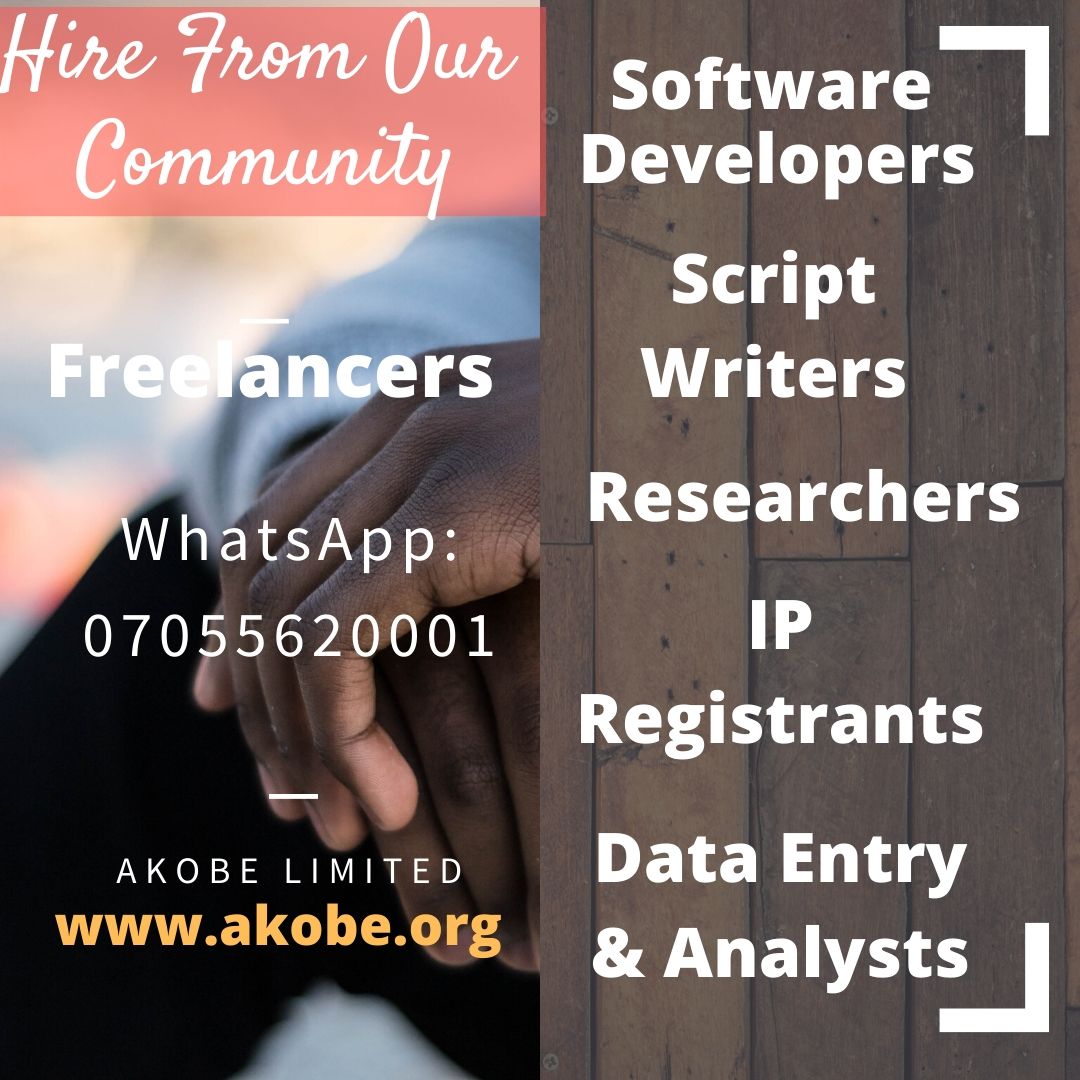 Hire From Our
Community
Freelancers
WhatsApp:
07055620001
AKOBE LIMITED
www.akobe.org
Software
Developers
Script
Writers
Researchers
IP
Registrants
Data Entry
& Analysts